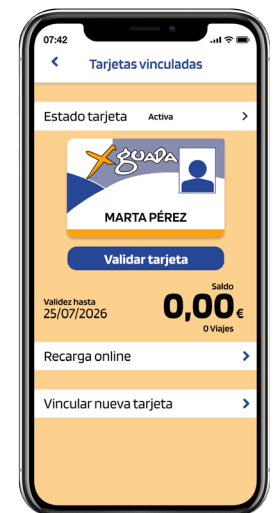 07:42
Tarjetas vinculadas
Estado tarjeta Activa
Xguada
MARTA PÉREZ
Validar tarjeta
Saldo
Validez hasta
25/07/2026
0,00€
0 Viajes
Recarga online
Vincular nueva tarjeta